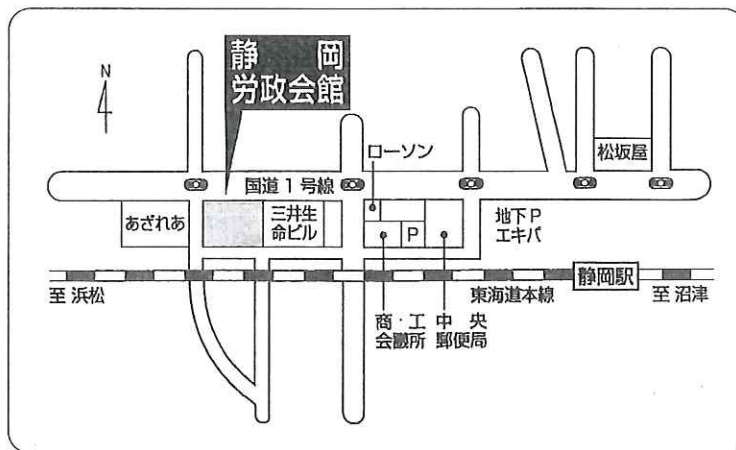 静 岡
労政会館
N
ローソン
松坂屋
国道1号線
あざれあ
三井生
命ビル
P
地下P
エキパ
静岡駅
至 浜松
東海道本線
至 沼津
商・工
会議所
中 央
郵便局